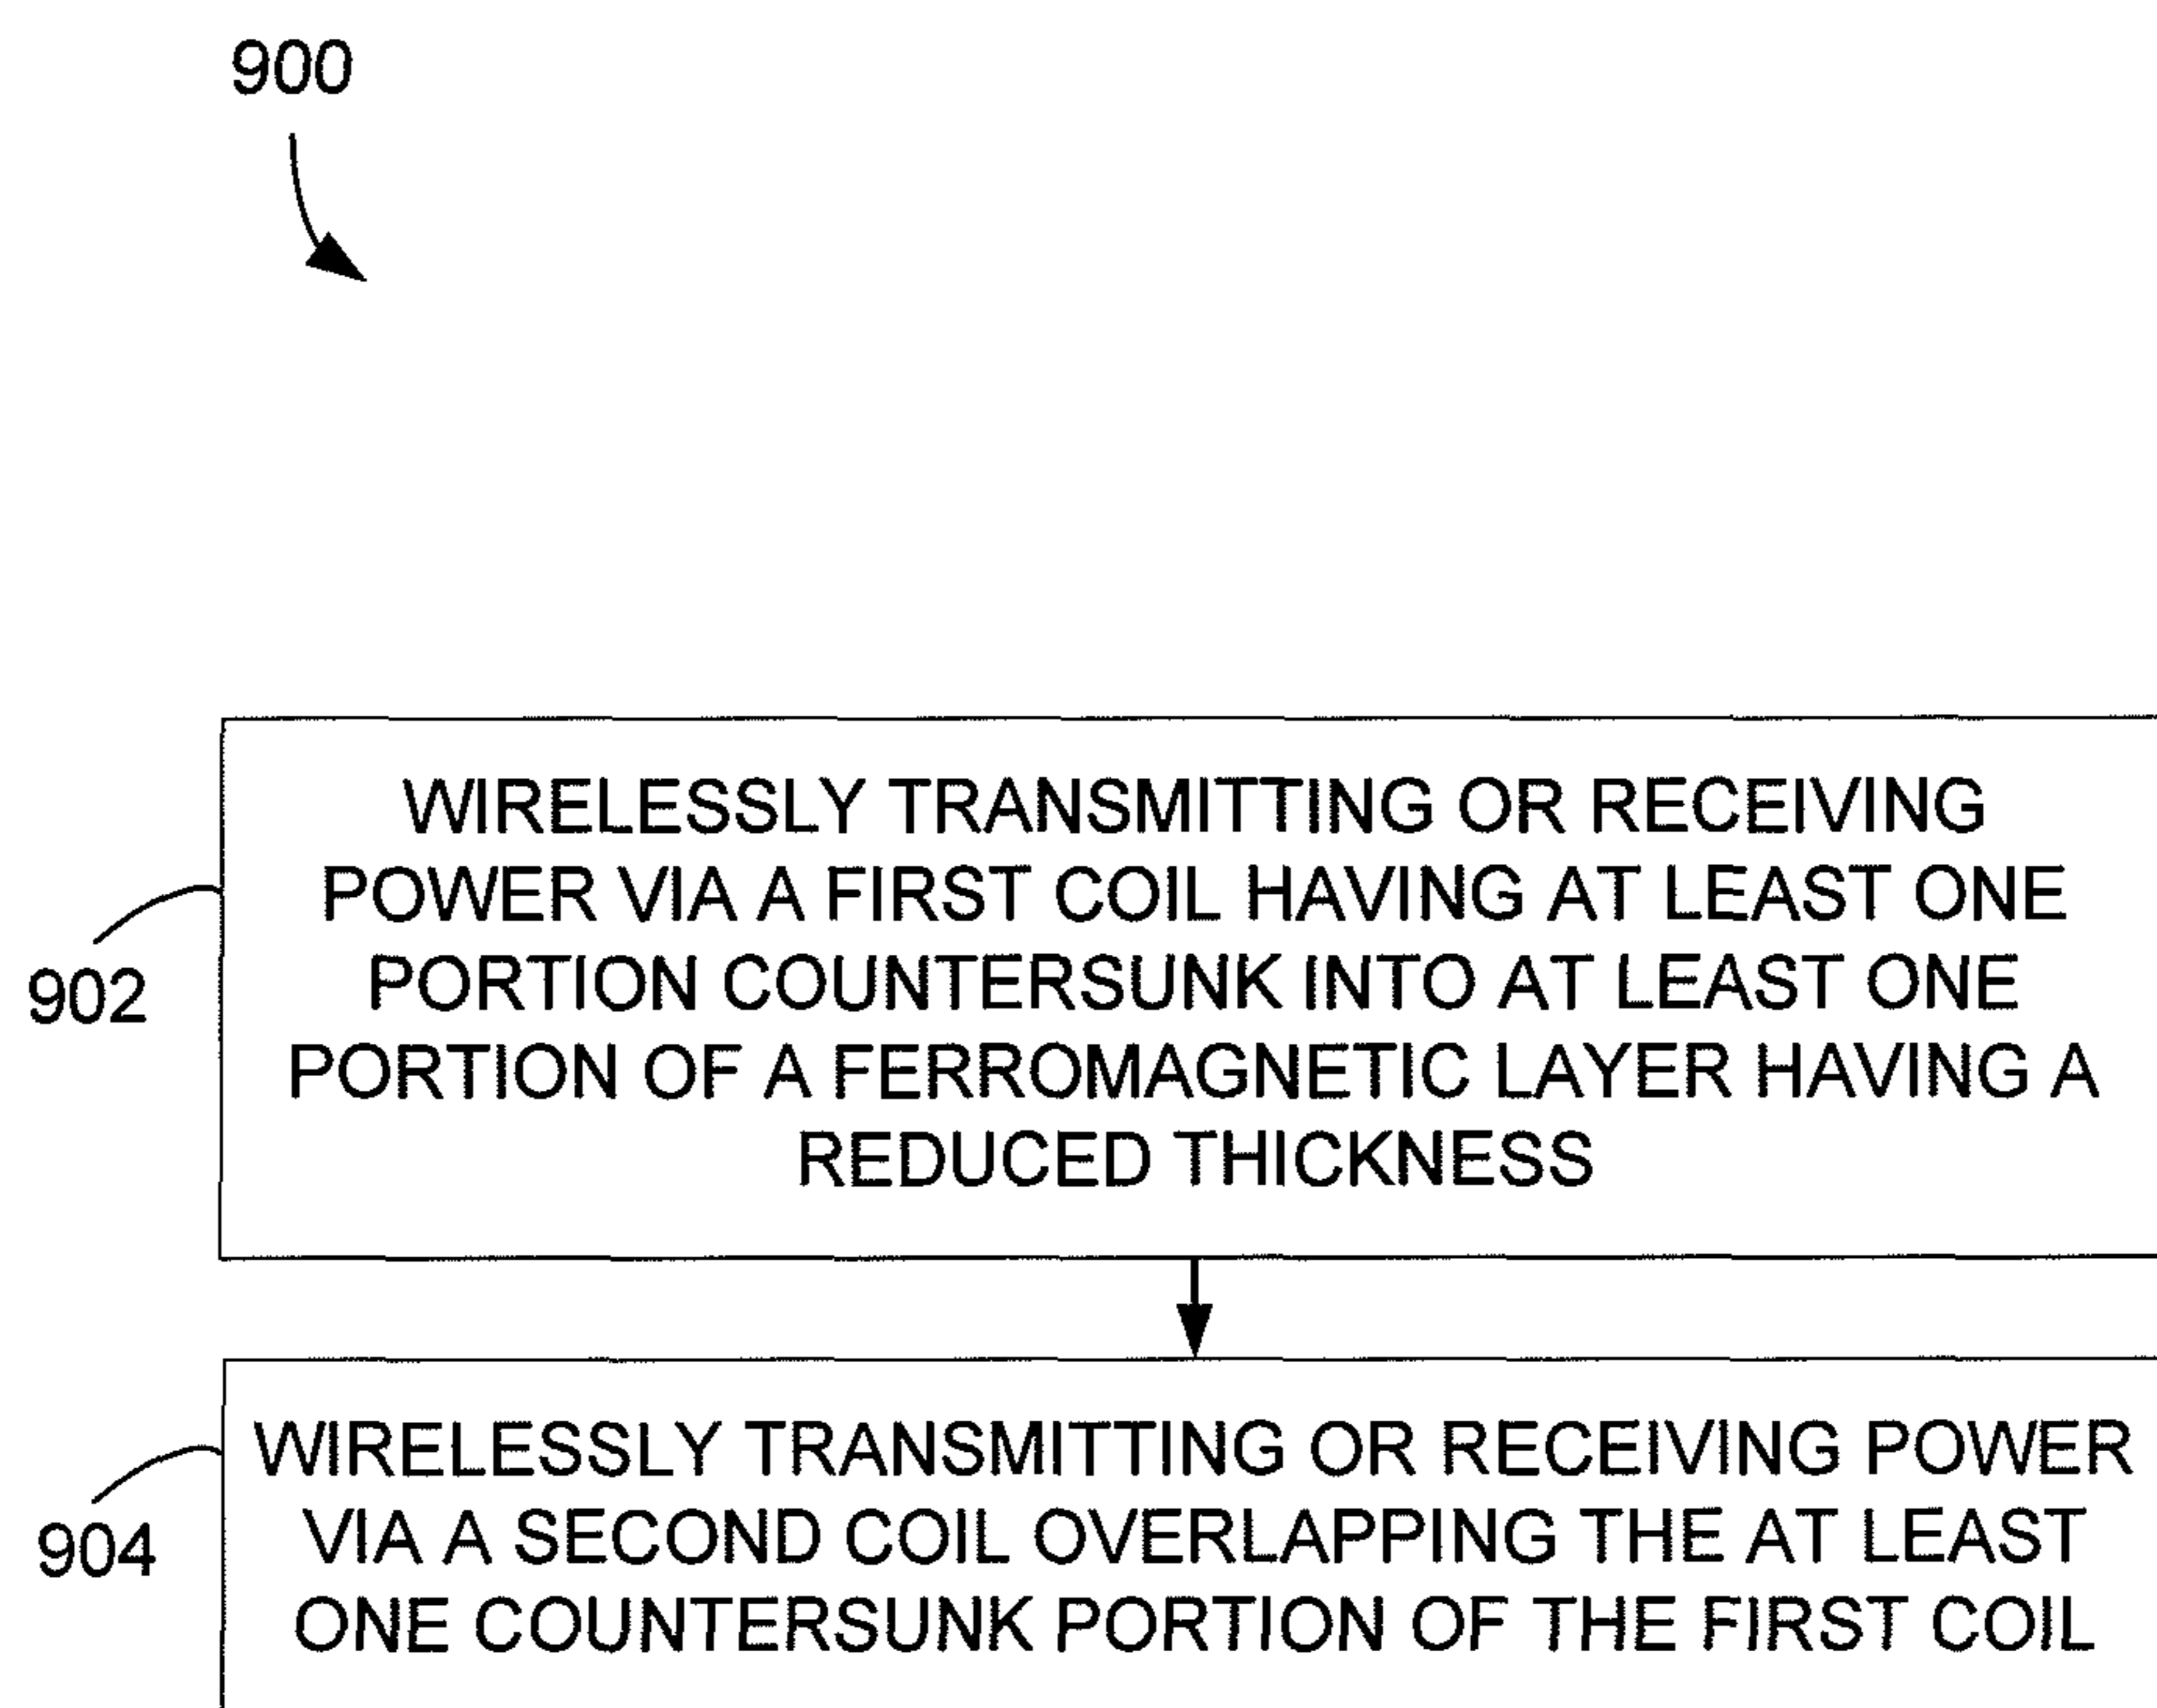 900
WIRELESSLY TRANSMITTING OR RECEIVING
POWER VIA A FIRST COIL HAVING AT LEAST ONE
PORTION COUNTERSUNK INTO AT LEAST ONE
PORTION OF A FERROMAGNETIC LAYER HAVING A
REDUCED THICKNESS
902
WIRELESSLY TRANSMITTING OR RECEIVING POWER
VIA A SECOND COIL OVERLAPPING THE AT LEAST
ONE COUNTERSUNK PORTION OF THE FIRST COIL
904